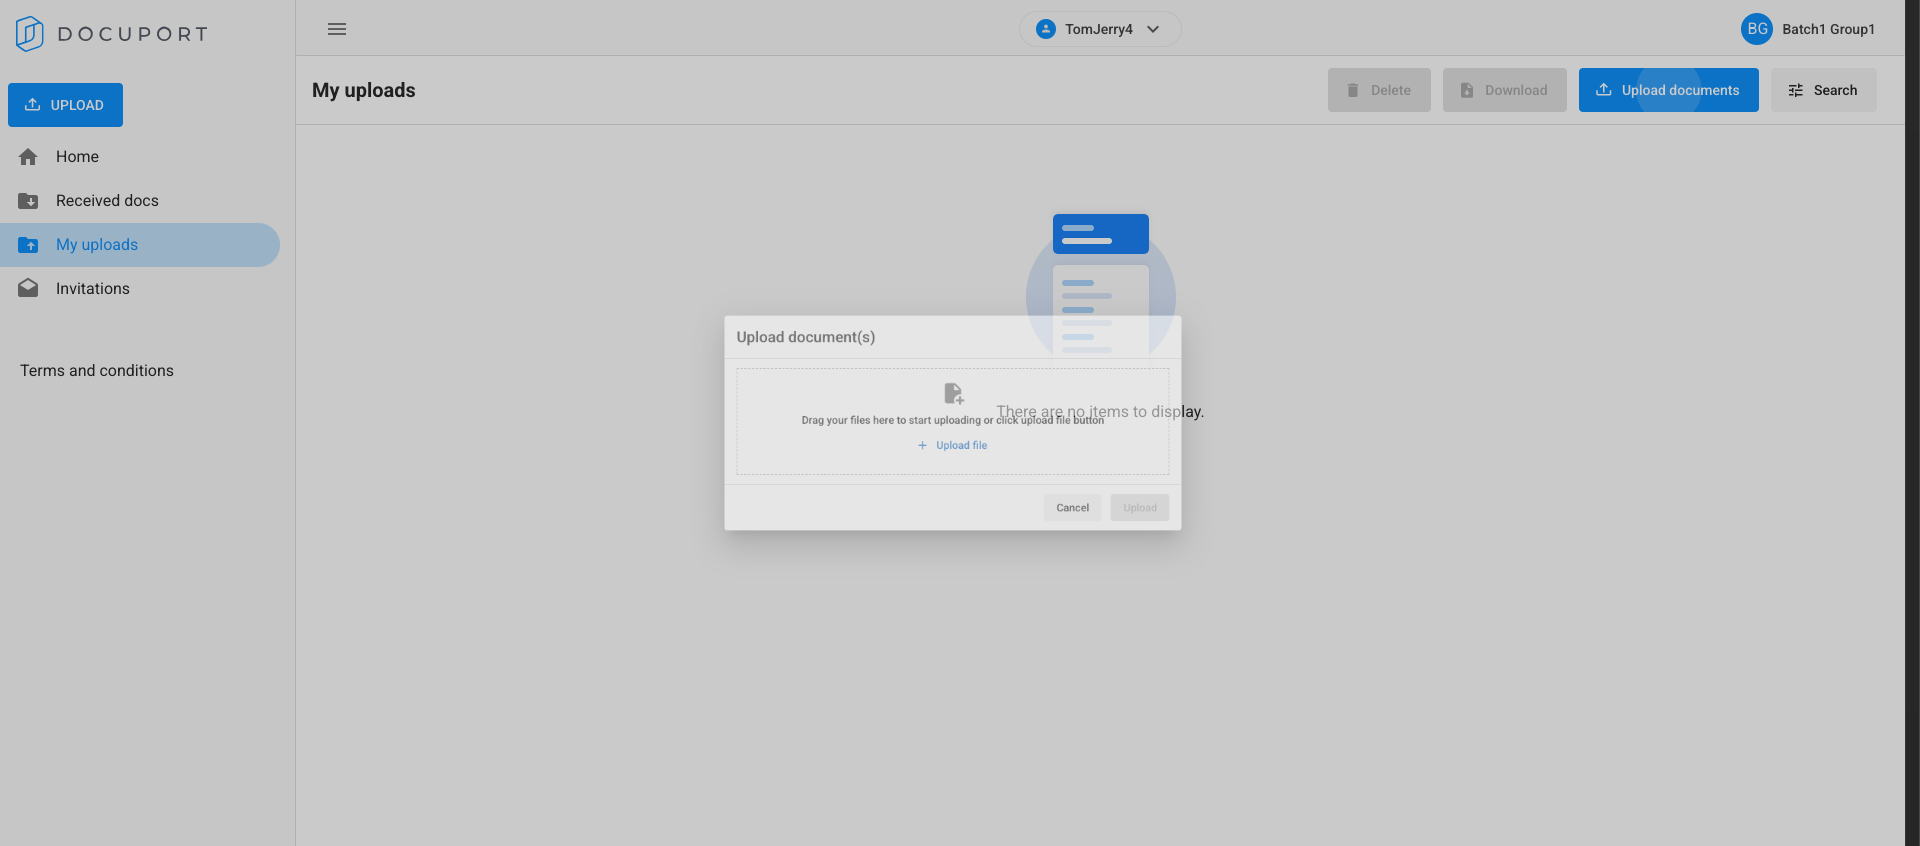 DOCUPORT
TomJerry4
BG Batch1 Group1
UPLOAD
Home
Received docs
My uploads
Invitations
Terms and conditions
My uploads
Delete
Download
Upload documents
Search
There are no items to display.
Upload document(s)
Drag your files here to start uploading or click upload file button
+ Upload file
Cancel
Upload